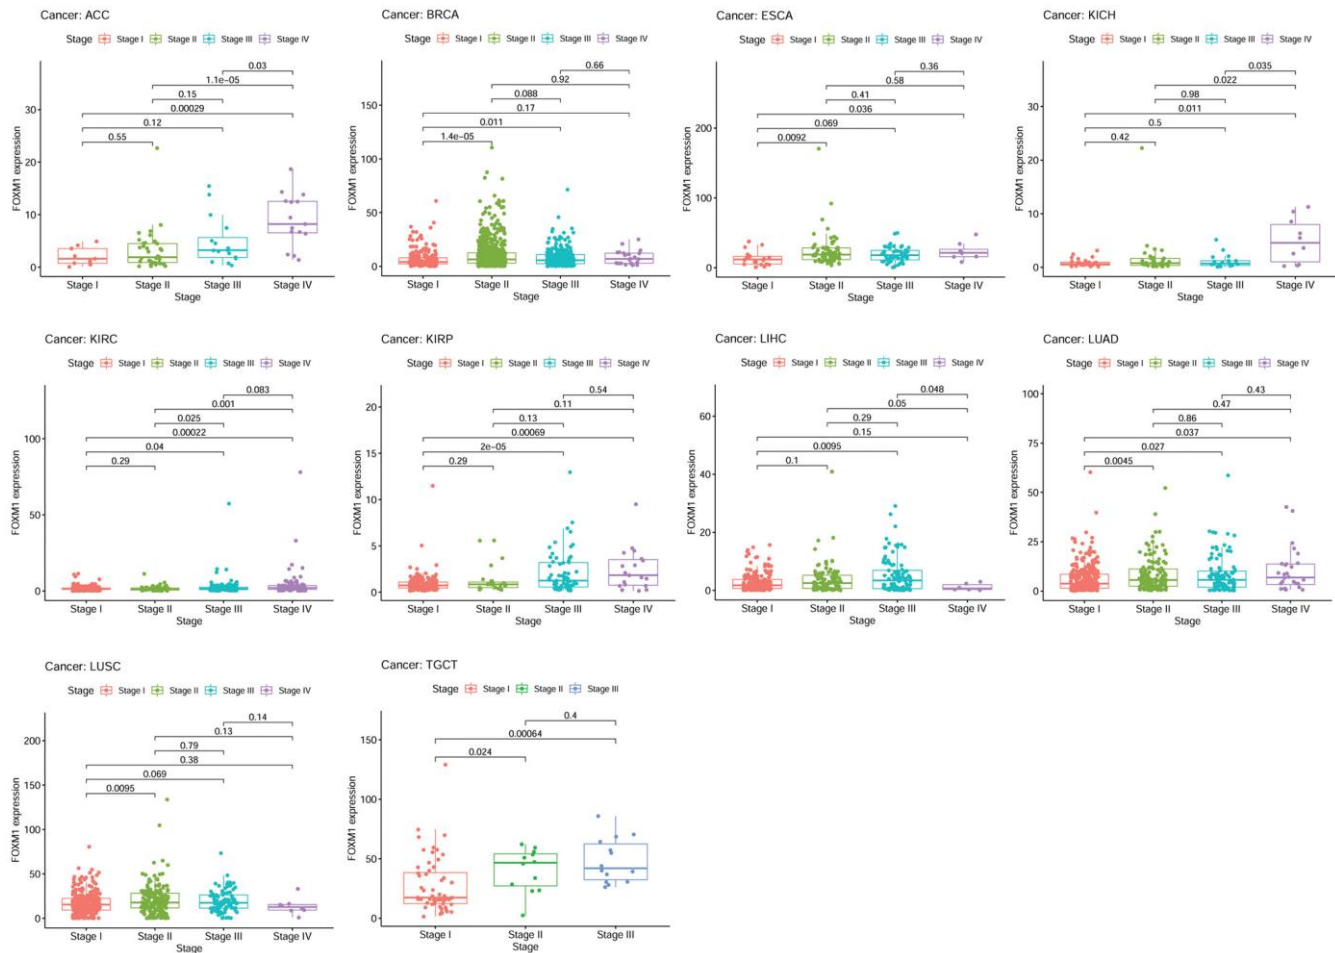 Cancer: ACC
Stage Stage I Stage II Stage III Stage IV
0.03
1.1e−05
0.15
0.00029
0.12
0.55
FOXM1 expression
30
20
10
0
Stage I Stage II Stage III Stage IV
Stage
Cancer: BRCA
Stage Stage I Stage II Stage III Stage IV
0.66
0.92
0.088
0.17
0.011
1.4e−05
FOXM1 expression
150
100
50
0
Stage I Stage II Stage III Stage IV
Stage
Cancer: ESCA
Stage Stage I Stage II Stage III Stage IV
0.36
0.58
0.41
0.036
0.069
0.0092
FOXM1 expression
200
100
0
Stage I Stage II Stage III Stage IV
Stage
Cancer: KICH
Stage Stage I Stage II Stage III Stage IV
0.035
0.022
0.98
0.011
0.5
0.42
FOXM1 expression
30
20
10
0
Stage I Stage II Stage III Stage IV
Stage
Cancer: KIRC
Stage Stage I Stage II Stage III Stage IV
0.083
0.001
0.025
0.00022
0.04
0.29
FOXM1 expression
100
50
0
Stage I Stage II Stage III Stage IV
Stage
Cancer: KIRP
Stage Stage I Stage II Stage III Stage IV
0.54
0.11
0.13
0.00069
2e−05
0.29
FOXM1 expression
20
15
10
5
0
Stage I Stage II Stage III Stage IV
Stage
Cancer: LIHC
Stage Stage I Stage II Stage III Stage IV
0.048
0.05
0.29
0.15
0.0095
0.1
FOXM1 expression
60
40
20
0
Stage I Stage II Stage III Stage IV
Stage
Cancer: LUAD
Stage Stage I Stage II Stage III Stage IV
0.43
0.47
0.86
0.037
0.027
0.0045
FOXM1 expression
100
75
50
25
0
Stage I Stage II Stage III Stage IV
Stage
Cancer: LUSC
Stage Stage I Stage II Stage III Stage IV
0.14
0.13
0.79
0.38
0.069
0.0095
FOXM1 expression
200
150
100
50
0
Stage I Stage II Stage III Stage IV
Stage
Cancer: TGCT
Stage Stage I Stage II Stage III
0.4
0.00064
0.024
FOXM1 expression
150
100
50
0
Stage I Stage II Stage III
Stage